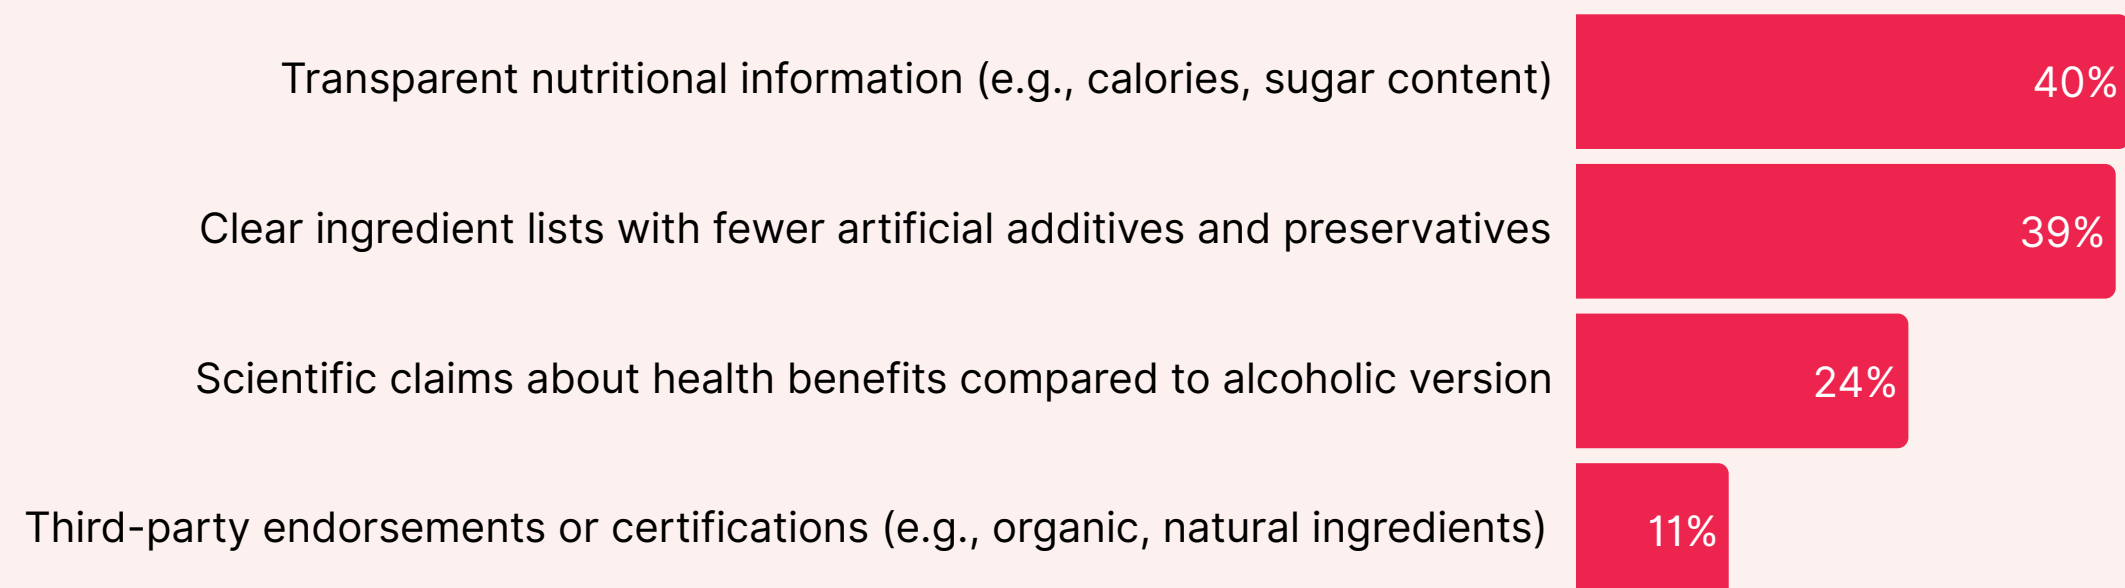 Transparent nutritional information (e.g., calories, sugar content) 40%
Clear ingredient lists with fewer artificial additives and preservatives 39%
Scientific claims about health benefits compared to alcoholic version 24%
Third-party endorsements or certifications (e.g., organic, natural ingredients) 11%